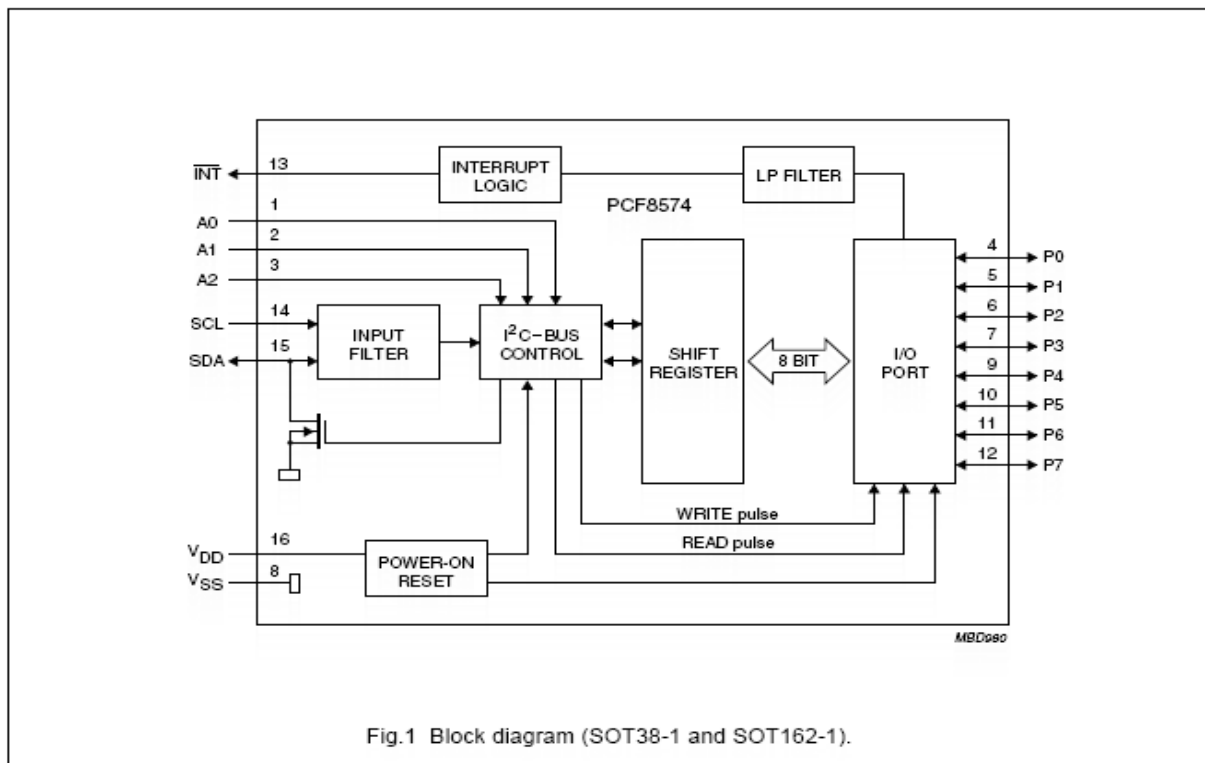 13
INT
INTERRUPT
LOGIC
LP FILTER
PCF8574
1
A0
2
A1
3
A2
14
SCL
15
SDA
INPUT
FILTER
I²C–BUS
CONTROL
SHIFT
REGISTER
8 BIT
I/O
PORT
4
P0
5
P1
6
P2
7
P3
9
P4
10
P5
11
P6
12
P7
WRITE pulse
READ pulse
16
VDD
8
VSS
POWER-ON
RESET
MBD980
Fig.1 Block diagram (SOT38-1 and SOT162-1).